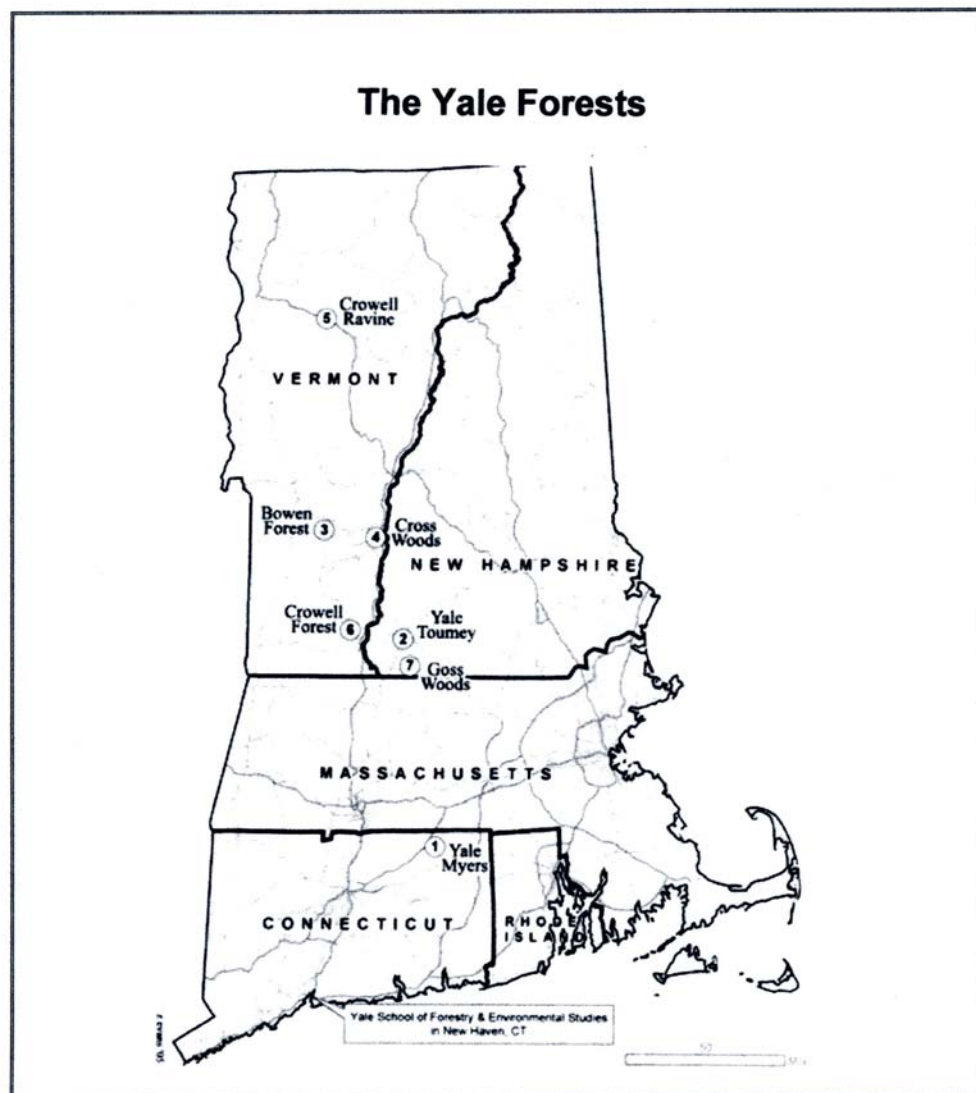 The Yale Forests
5
Crowell
Ravine
VERMONT
Bowen
Forest
3
4
Cross
Woods
NEW HAMPSHIRE
Crowell
Forest
6
2
Yale
Toumey
7
Goss
Woods
MASSACHUSETTS
1
Yale
Myers
CONNECTICUT
RHODE
ISLAND
Yale School of Forestry & Environmental Studies
in New Haven, CT
50